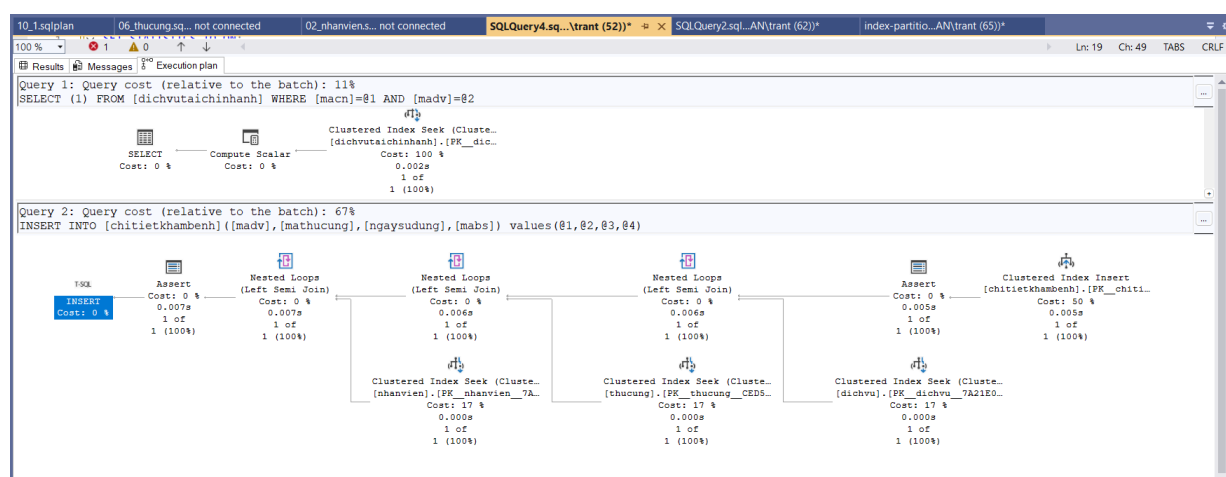 10_1.sqlplan 06_thucung.sq... not connected 02_nhanvien.s... not connected SQLQuery4.sq...\trant (52))* SQLQuery2.sql...AN\trant (62))* index-partitio...AN\trant (65))*
100 % 1 0 Ln: 19 Ch: 49 TABS CRLF
Results Messages Execution plan
Query 1: Query cost (relative to the batch): 11%
SELECT (1) FROM [dichvutaichinhanh] WHERE [macn]=@1 AND [madv]=@2
...
SELECT
Cost: 0 %
Compute Scalar
Cost: 0 %
Clustered Index Seek (Cluste...
[dichvutaichinhanh].[PK__dic...
Cost: 100 %
0.002s
1 of
1 (100%)
Query 2: Query cost (relative to the batch): 67%
INSERT INTO [chitietkhambenh]([madv],[mathucung],[ngaysudung],[mabs]) values(@1,@2,@3,@4)
...
T-SQL
INSERT
Cost: 0 %
Assert
Cost: 0 %
0.007s
1 of
1 (100%)
Nested Loops
(Left Semi Join)
Cost: 0 %
0.007s
1 of
1 (100%)
Nested Loops
(Left Semi Join)
Cost: 0 %
0.006s
1 of
1 (100%)
Nested Loops
(Left Semi Join)
Cost: 0 %
0.006s
1 of
1 (100%)
Assert
Cost: 0 %
0.005s
1 of
1 (100%)
Clustered Index Insert
[chitietkhambenh].[PK__chiti...
Cost: 50 %
0.005s
1 of
1 (100%)
Clustered Index Seek (Cluste...
[nhanvien].[PK__nhanvien__7A...
Cost: 17 %
0.000s
1 of
1 (100%)
Clustered Index Seek (Cluste...
[thucung].[PK__thucung__CED5...
Cost: 17 %
0.000s
1 of
1 (100%)
Clustered Index Seek (Cluste...
[dichvu].[PK__dichvu__7A21E0...
Cost: 17 %
0.000s
1 of
1 (100%)